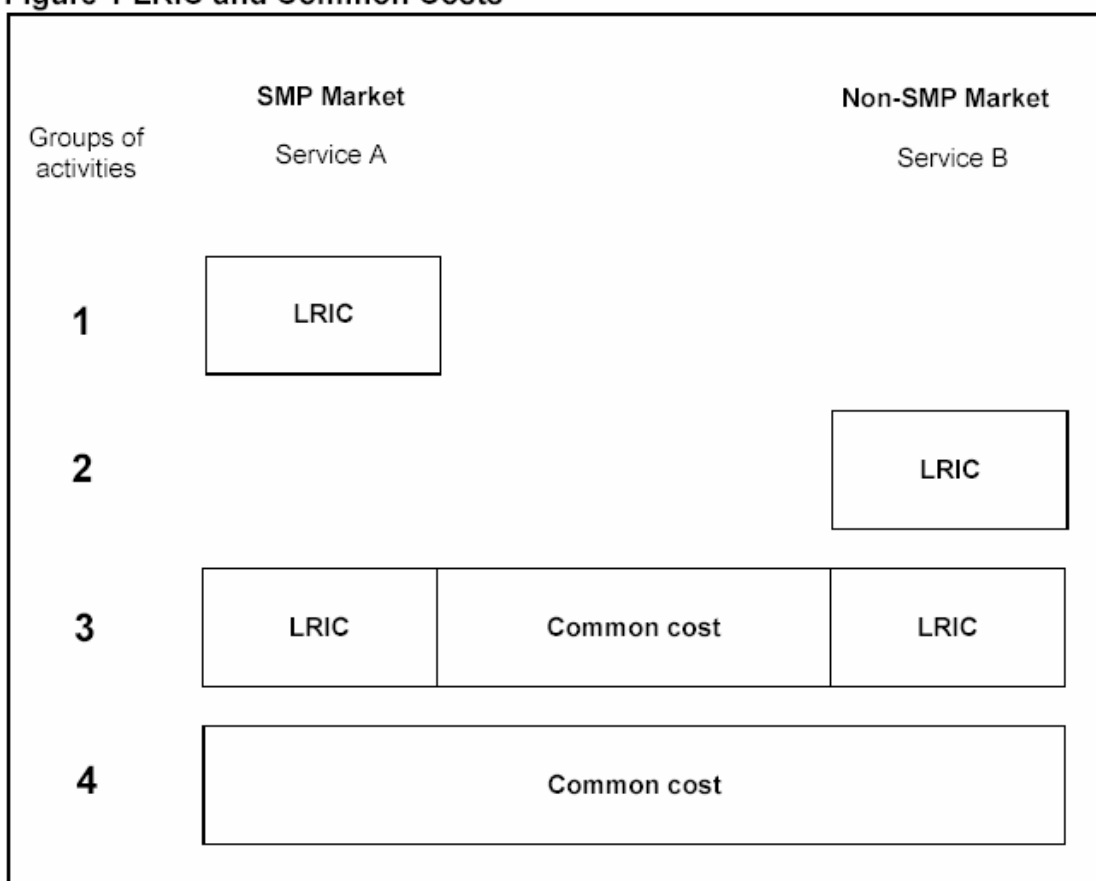 Figure 1 LRIC and Common Costs
SMP Market
Non-SMP Market
Groups of
activities
Service A
Service B
1
LRIC
2
LRIC
3
LRIC
Common cost
LRIC
4
Common cost